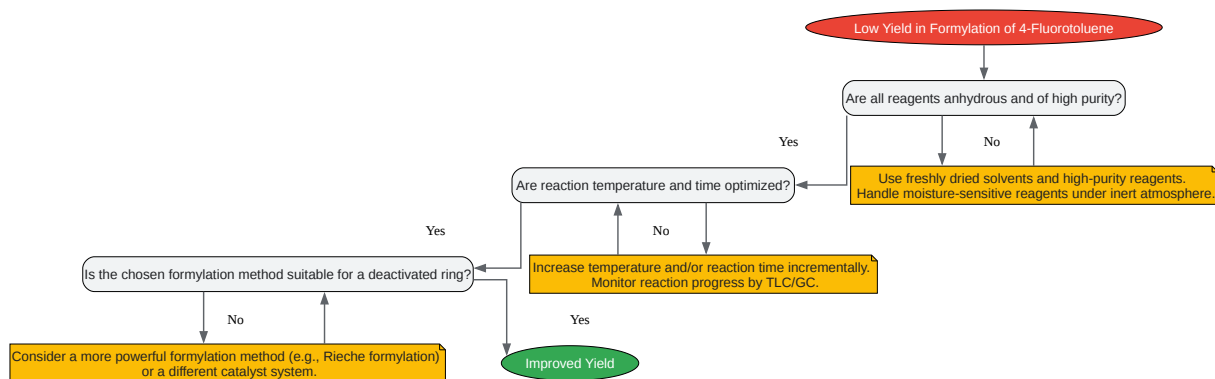 Low Yield in Formylation of 4-Fluorotoluene
Are all reagents anhydrous and of high purity?
Yes
No
Use freshly dried solvents and high-purity reagents.
Handle moisture-sensitive reagents under inert atmosphere.
Are reaction temperature and time optimized?
Yes
No
Increase temperature and/or reaction time incrementally.
Monitor reaction progress by TLC/GC.
Is the chosen formylation method suitable for a deactivated ring?
No
Yes
Consider a more powerful formylation method (e.g., Rieche formylation)
or a different catalyst system.
Improved Yield